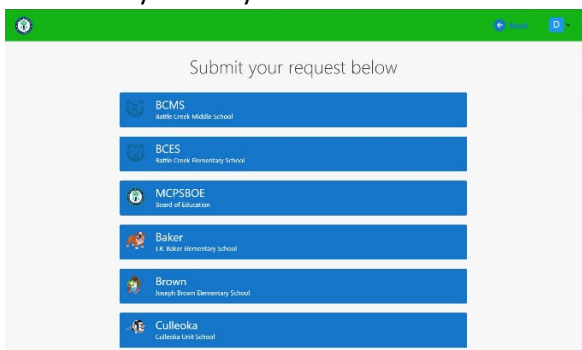 Back
D
Submit your request below
BCMS
Battle Creek Middle School
BCES
Battle Creek Elementary School
MCPSBOE
Board of Education
Baker
J.R. Baker Elementary School
Brown
Joseph Brown Elementary School
Culleoka
Culleoka Unit School